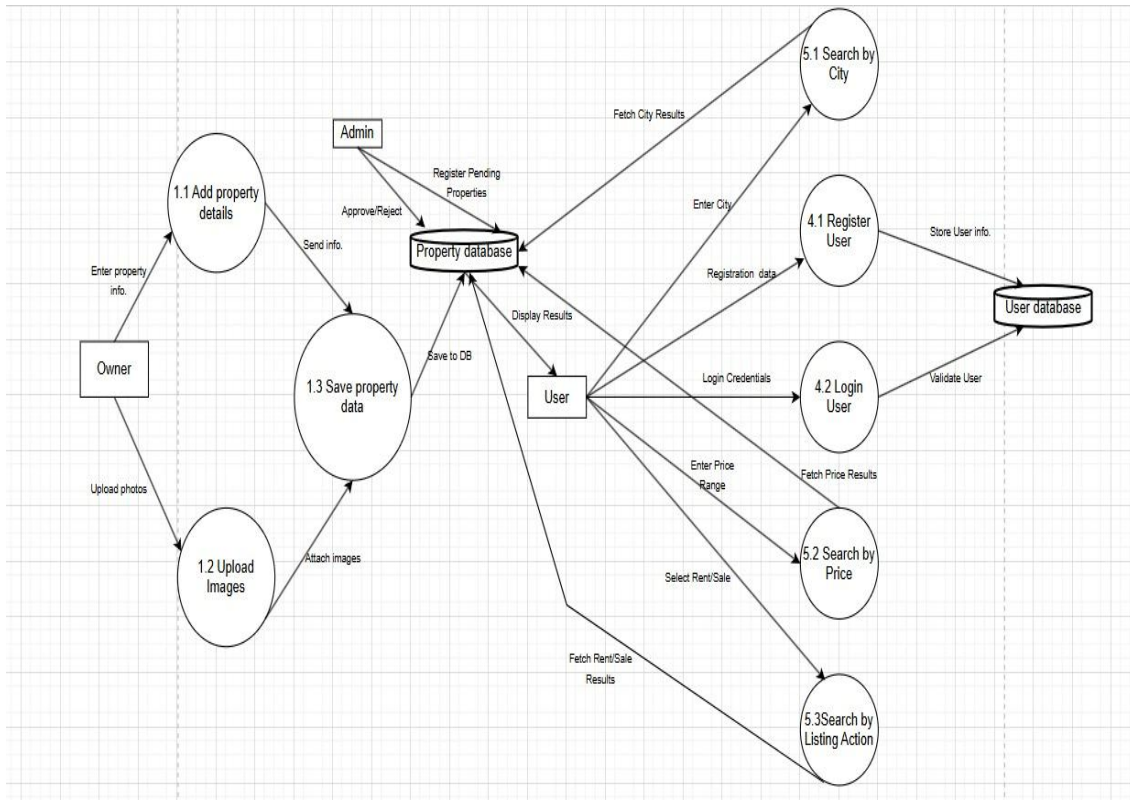 5.1 Search by
City
Fetch City Results
Admin
Register Pending
Properties
1.1 Add property
details
Approve/Reject
Enter City
4.1 Register
User
Store User info.
Send info.
Property database
Enter property
info.
Registration data
User database
Display Results
Owner
1.3 Save property
data
Save to DB
User
Login Credentials
4.2 Login
User
Validate User
Enter Price
Range
Fetch Price Results
Upload photos
1.2 Upload
Images
Attach images
5.2 Search by
Price
Select Rent/Sale
Fetch Rent/Sale
Results
5.3Search by
Listing Action